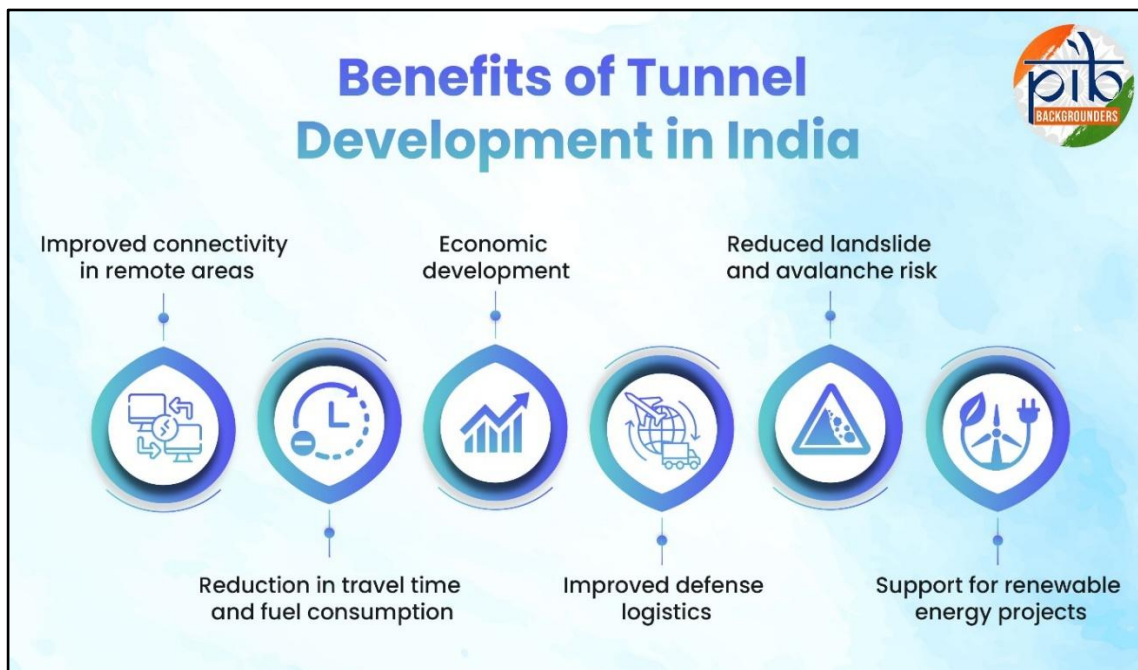 Benefits of Tunnel
Development in India
pib
BACKGROUNDERS
Improved connectivity
in remote areas
Economic
development
Reduced landslide
and avalanche risk
Reduction in travel time
and fuel consumption
Improved defense
logistics
Support for renewable
energy projects